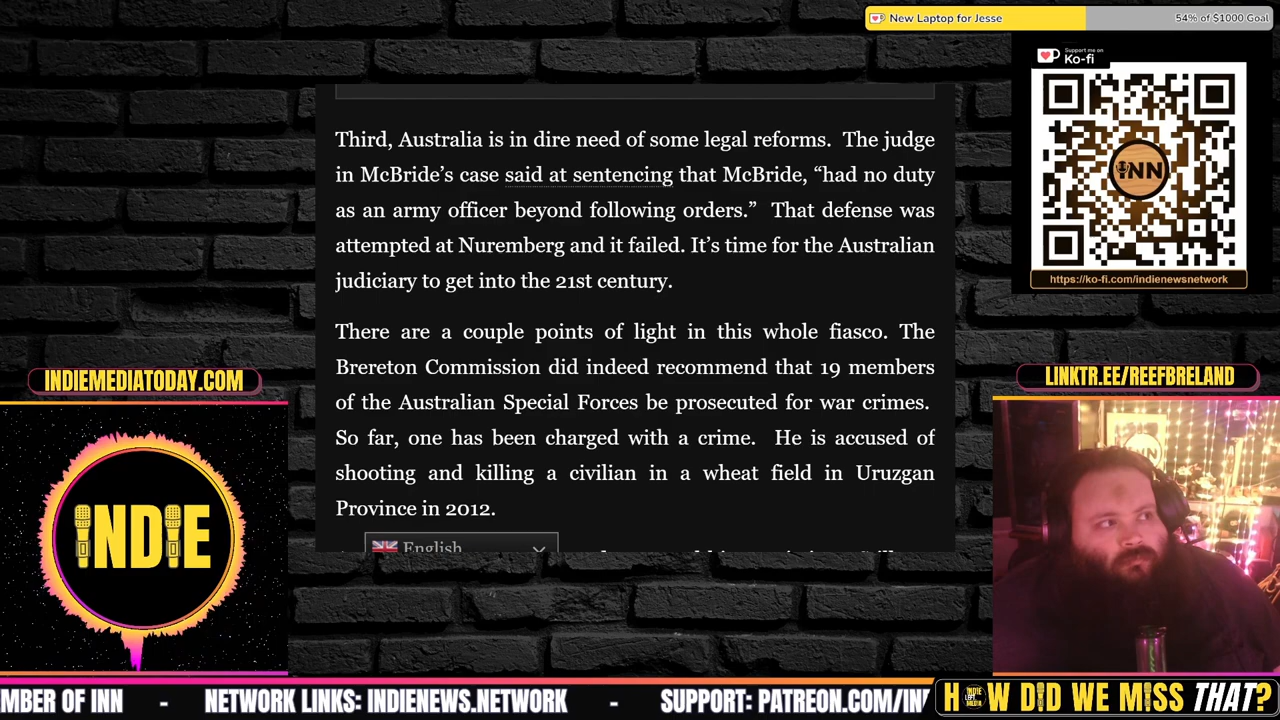 New Laptop for Jesse
54% of $1000 Goal
Support me on
Ko-fi
INN
https://ko-fi.com/indienewsnetwork
Third, Australia is in dire need of some legal reforms. The judge
in McBride’s case said at sentencing that McBride, “had no duty
as an army officer beyond following orders.” That defense was
attempted at Nuremberg and it failed. It’s time for the Australian
judiciary to get into the 21st century.
There are a couple points of light in this whole fiasco. The
Brereton Commission did indeed recommend that 19 members
of the Australian Special Forces be prosecuted for war crimes.
So far, one has been charged with a crime. He is accused of
shooting and killing a civilian in a wheat field in Uruzgan
Province in 2012.
English
INDIEMEDIATODAY.COM
INDIE
LINKTR.EE/REEFBRELAND
MBER OF INN - NETWORK LINKS: INDIENEWS.NETWORK - SUPPORT: PATREON.COM/IN
HOW DID WE MISS THAT?